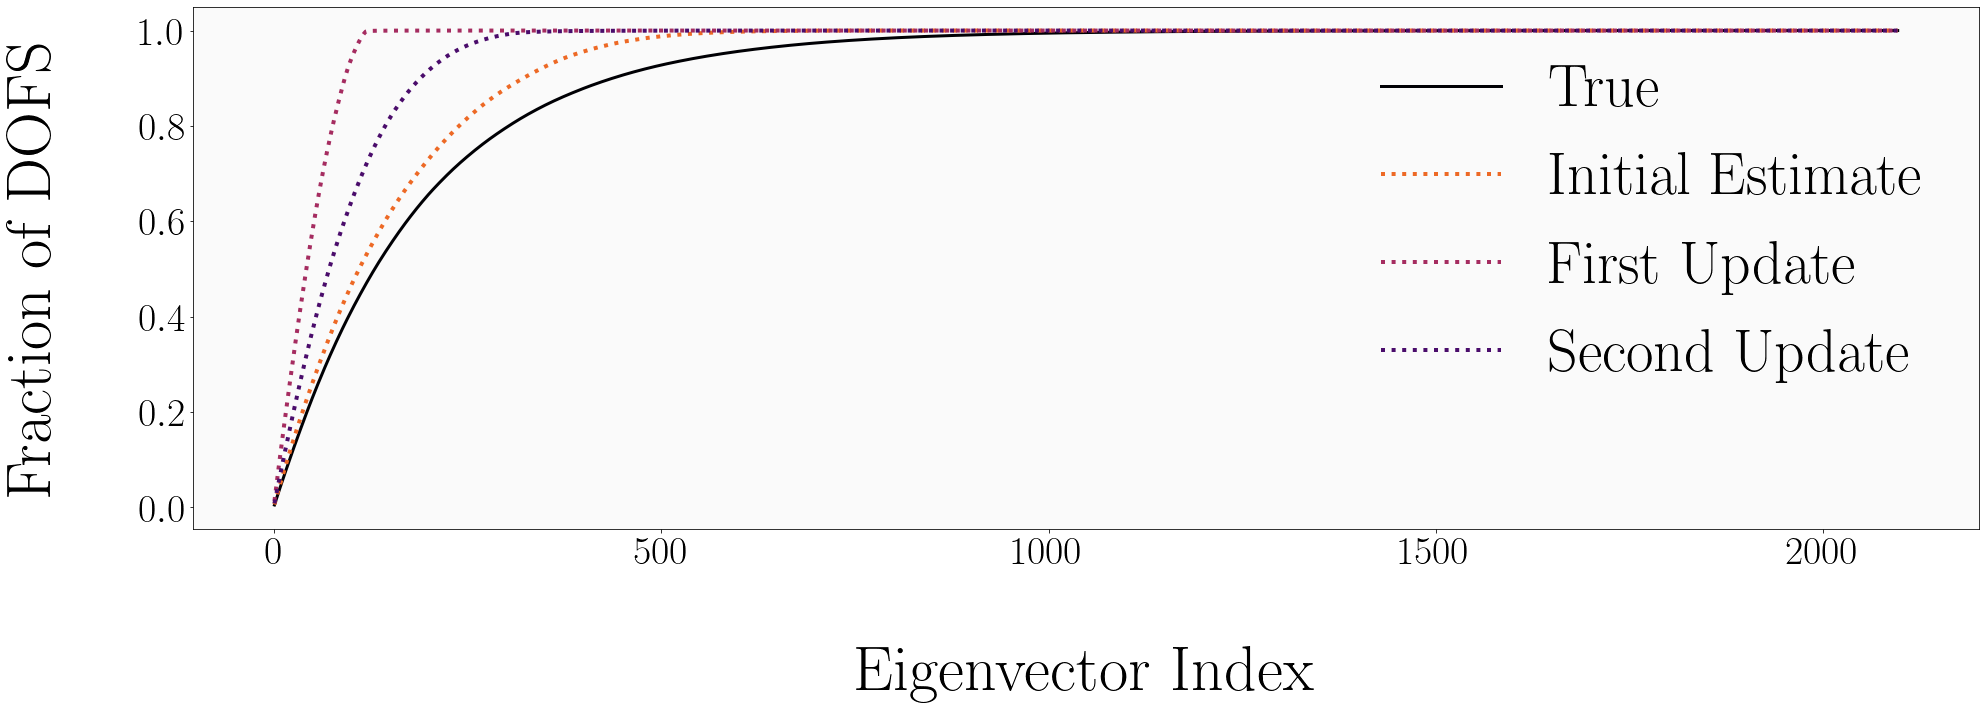 Fraction of DOFS
1.0
0.8
0.6
0.4
0.2
0.0
0
500
1000
1500
2000
Eigenvector Index
True
Initial Estimate
First Update
Second Update